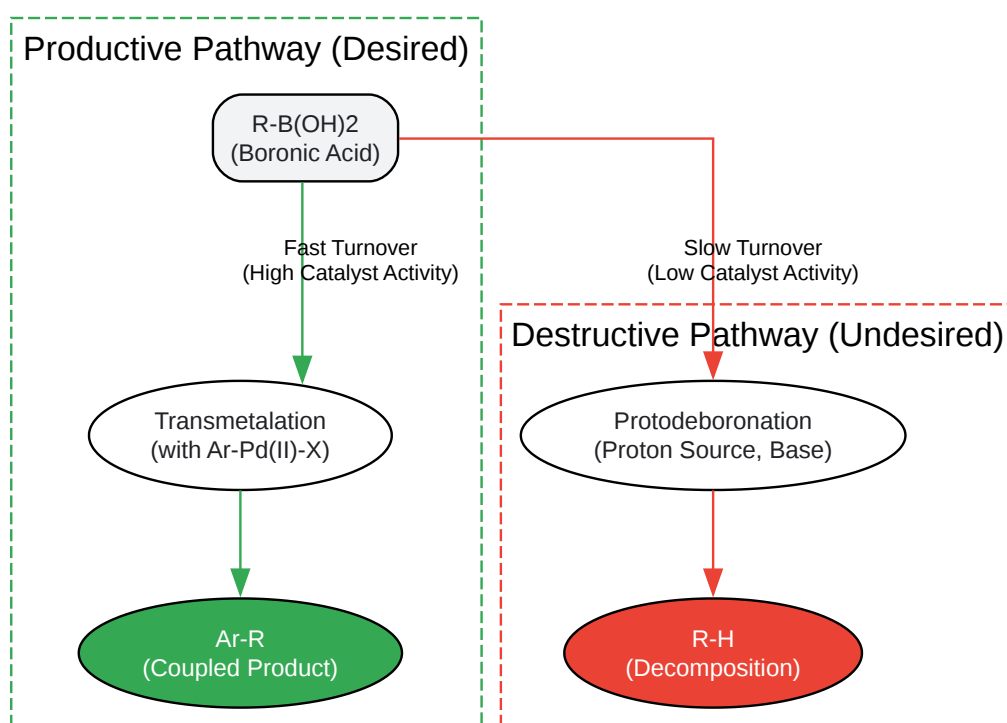 Productive Pathway (Desired)
R-B(OH)2
(Boronic Acid)
Fast Turnover
(High Catalyst Activity)
Slow Turnover
(Low Catalyst Activity)
Destructive Pathway (Undesired)
Transmetalation
(with Ar-Pd(II)-X)
Protodeboronation
(Proton Source, Base)
Ar-R
(Coupled Product)
R-H
(Decomposition)